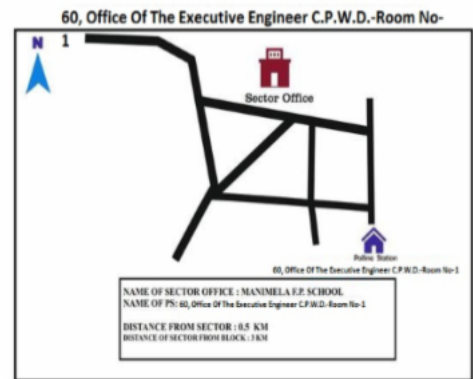 60, Office Of The Executive Engineer C.P.W.D.-Room No-
1
N
Sector Office
Polling Station
60, Office Of The Executive Engineer C.P.W.D.-Room No-1
NAME OF SECTOR OFFICE : MANIMELA F.P. SCHOOL
NAME OF PS: 60, Office Of The Executive Engineer C.P.W.D.-Room No-1
DISTANCE FROM SECTOR : 0.5 KM
DISTANCE OF SECTOR FROM BLOCK : 3 KM